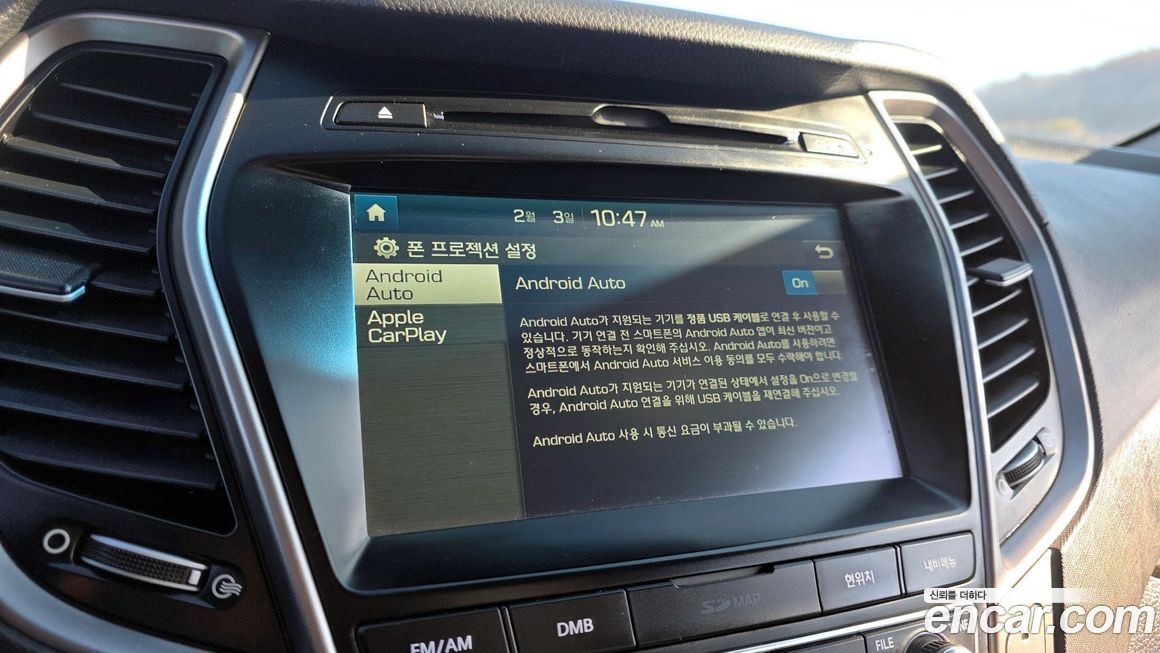 2월 3일 10:47 AM
폰 프로젝션 설정
Android Auto
Apple CarPlay
Android Auto
On
Android Auto가 지원되는 기기를 정품 USB 케이블로 연결 후 사용할 수
있습니다. 기기 연결 전 스마트폰의 Android Auto 앱이 최신 버전이고
정상적으로 동작하는지 확인해 주십시오. Android Auto를 사용하려면
스마트폰에서 Android Auto 서비스 이용 동의를 모두 수락해야 합니다.
Android Auto가 지원되는 기기가 연결된 상태에서 설정을 On으로 변경할
경우, Android Auto 연결을 위해 USB 케이블을 재연결해 주십시오.
Android Auto 사용 시 통신 요금이 부과될 수 있습니다.
현위치
내비메뉴
SD MAP
FM/AM
DMB
FILE
신뢰를 더하다
encar.com